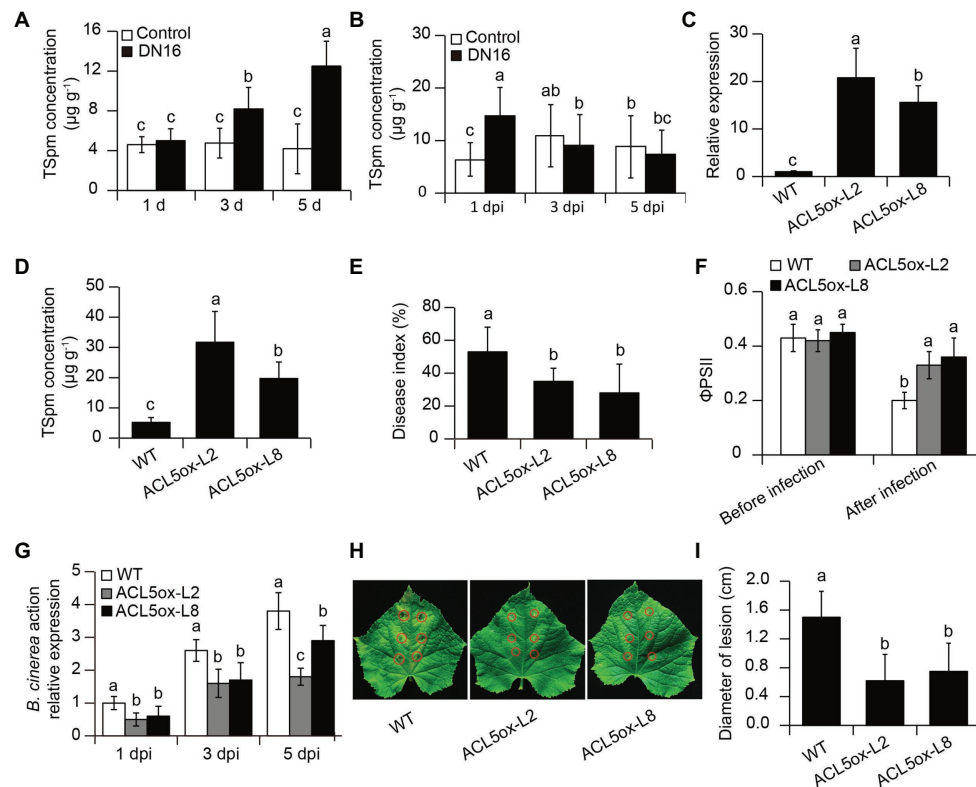 A
Control
DN16
TSpm concentration
(µg g⁻¹)
16
12
8
4
0
c
c
c
b
c
a
1 d
3 d
5 d
B
Control
DN16
TSpm concentration
(µg g⁻¹)
30
20
10
0
c
a
ab
b
b
bc
1 dpi
3 dpi
5 dpi
C
Relative expression
30
20
10
0
c
a
b
WT
ACL5ox-L2
ACL5ox-L8
D
TSpm concentration
(µg g⁻¹)
50
40
30
20
10
0
c
a
b
WT
ACL5ox-L2
ACL5ox-L8
E
Disease index (%)
80
60
40
20
0
a
b
b
WT
ACL5ox-L2
ACL5ox-L8
F
WT
ACL5ox-L2
ACL5ox-L8
ΦPSII
0.6
0.4
0.2
0
a
a
a
b
a
a
Before infection
After infection
G
WT
ACL5ox-L2
ACL5ox-L8
B. cinerea action
relative expression
5
4
3
2
1
0
a
b
b
a
b
b
a
c
b
1 dpi
3 dpi
5 dpi
H
WT
ACL5ox-L2
ACL5ox-L8
I
Diameter of lesion (cm)
2.0
1.6
1.2
0.8
0.4
0.0
a
b
b
WT
ACL5ox-L2
ACL5ox-L8